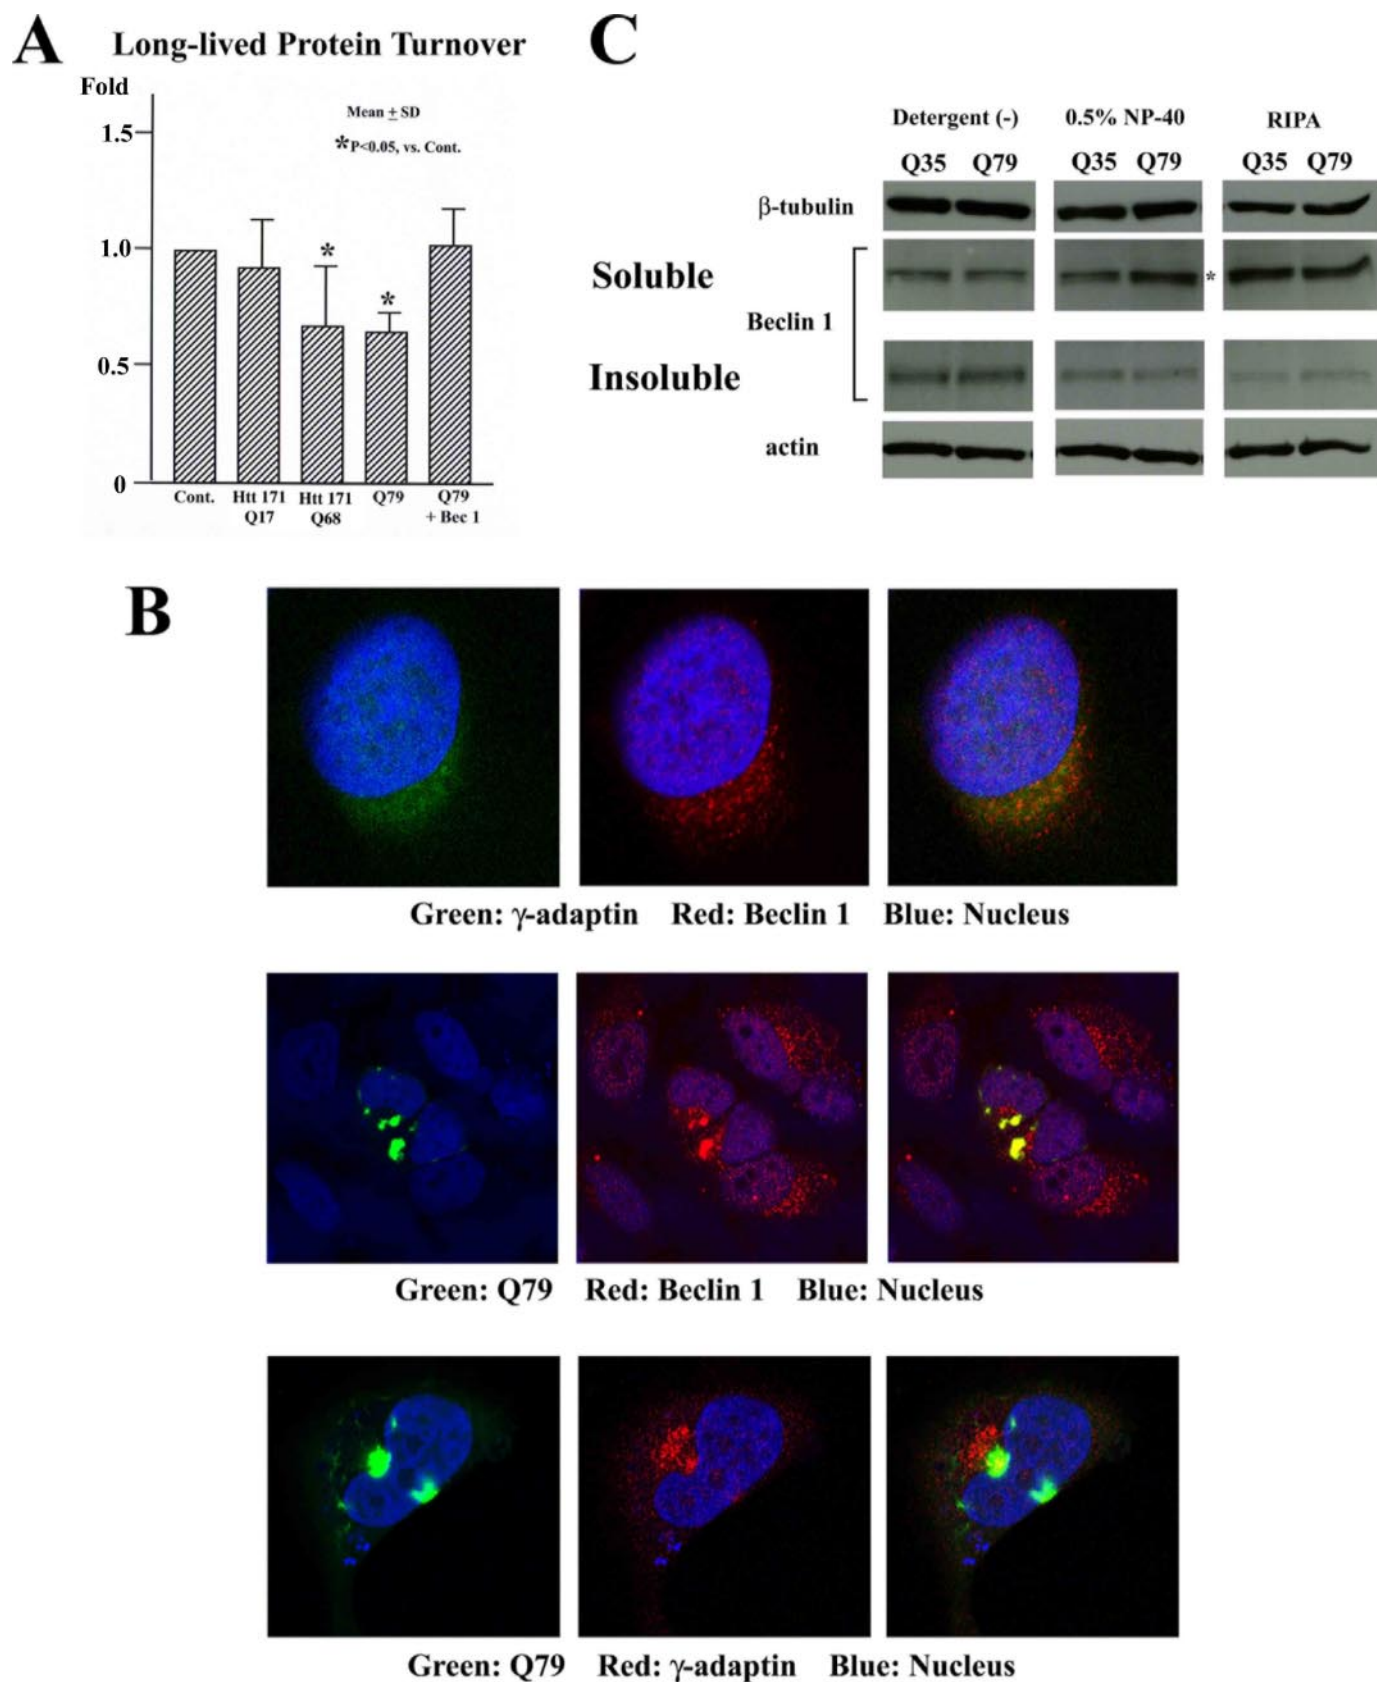 A
Long-lived Protein Turnover
Fold
Mean ± SD
*P<0.05, vs. Cont.
1.5
1.0
0.5
0
*
*
Cont.
Htt 171
Q17
Htt 171
Q68
Q79
Q79
+ Bec 1
C
Detergent (-)
0.5% NP-40
RIPA
Q35
Q79
Q35
Q79
Q35
Q79
β-tubulin
Soluble
*
Beclin 1
Insoluble
actin
B
Green: γ-adaptin Red: Beclin 1 Blue: Nucleus
Green: Q79 Red: Beclin 1 Blue: Nucleus
Green: Q79 Red: γ-adaptin Blue: Nucleus